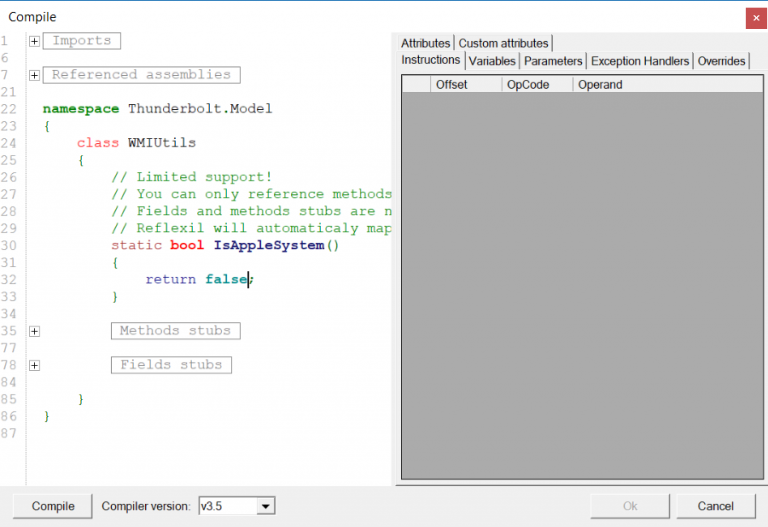 Compile
1 Imports
6
7 Referenced assemblies
21
22 namespace Thunderbolt.Model
23 {
24 class WMIUtils
25 {
26 // Limited support!
27 // You can only reference methods
28 // Fields and methods stubs are n
29 // Reflexil will automaticaly map
30 static bool IsAppleSystem()
31 {
32 return false;
33 }
34
35 Methods stubs
77
78 Fields stubs
84
85 }
86 }
87
Attributes Custom attributes
Instructions Variables Parameters Exception Handlers Overrides
Offset OpCode Operand
Compile Compiler version: v3.5 Ok Cancel